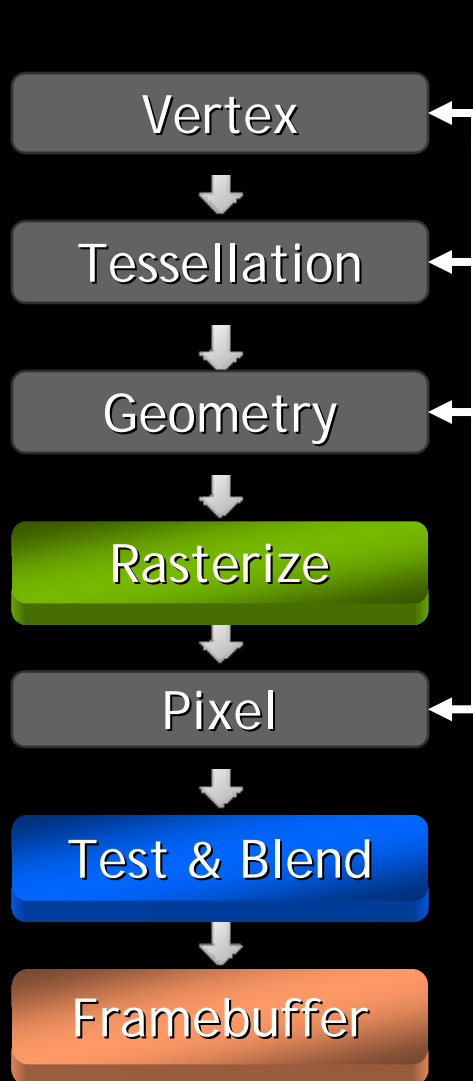 Vertex
Tessellation
Geometry
Rasterize
Pixel
Test & Blend
Framebuffer